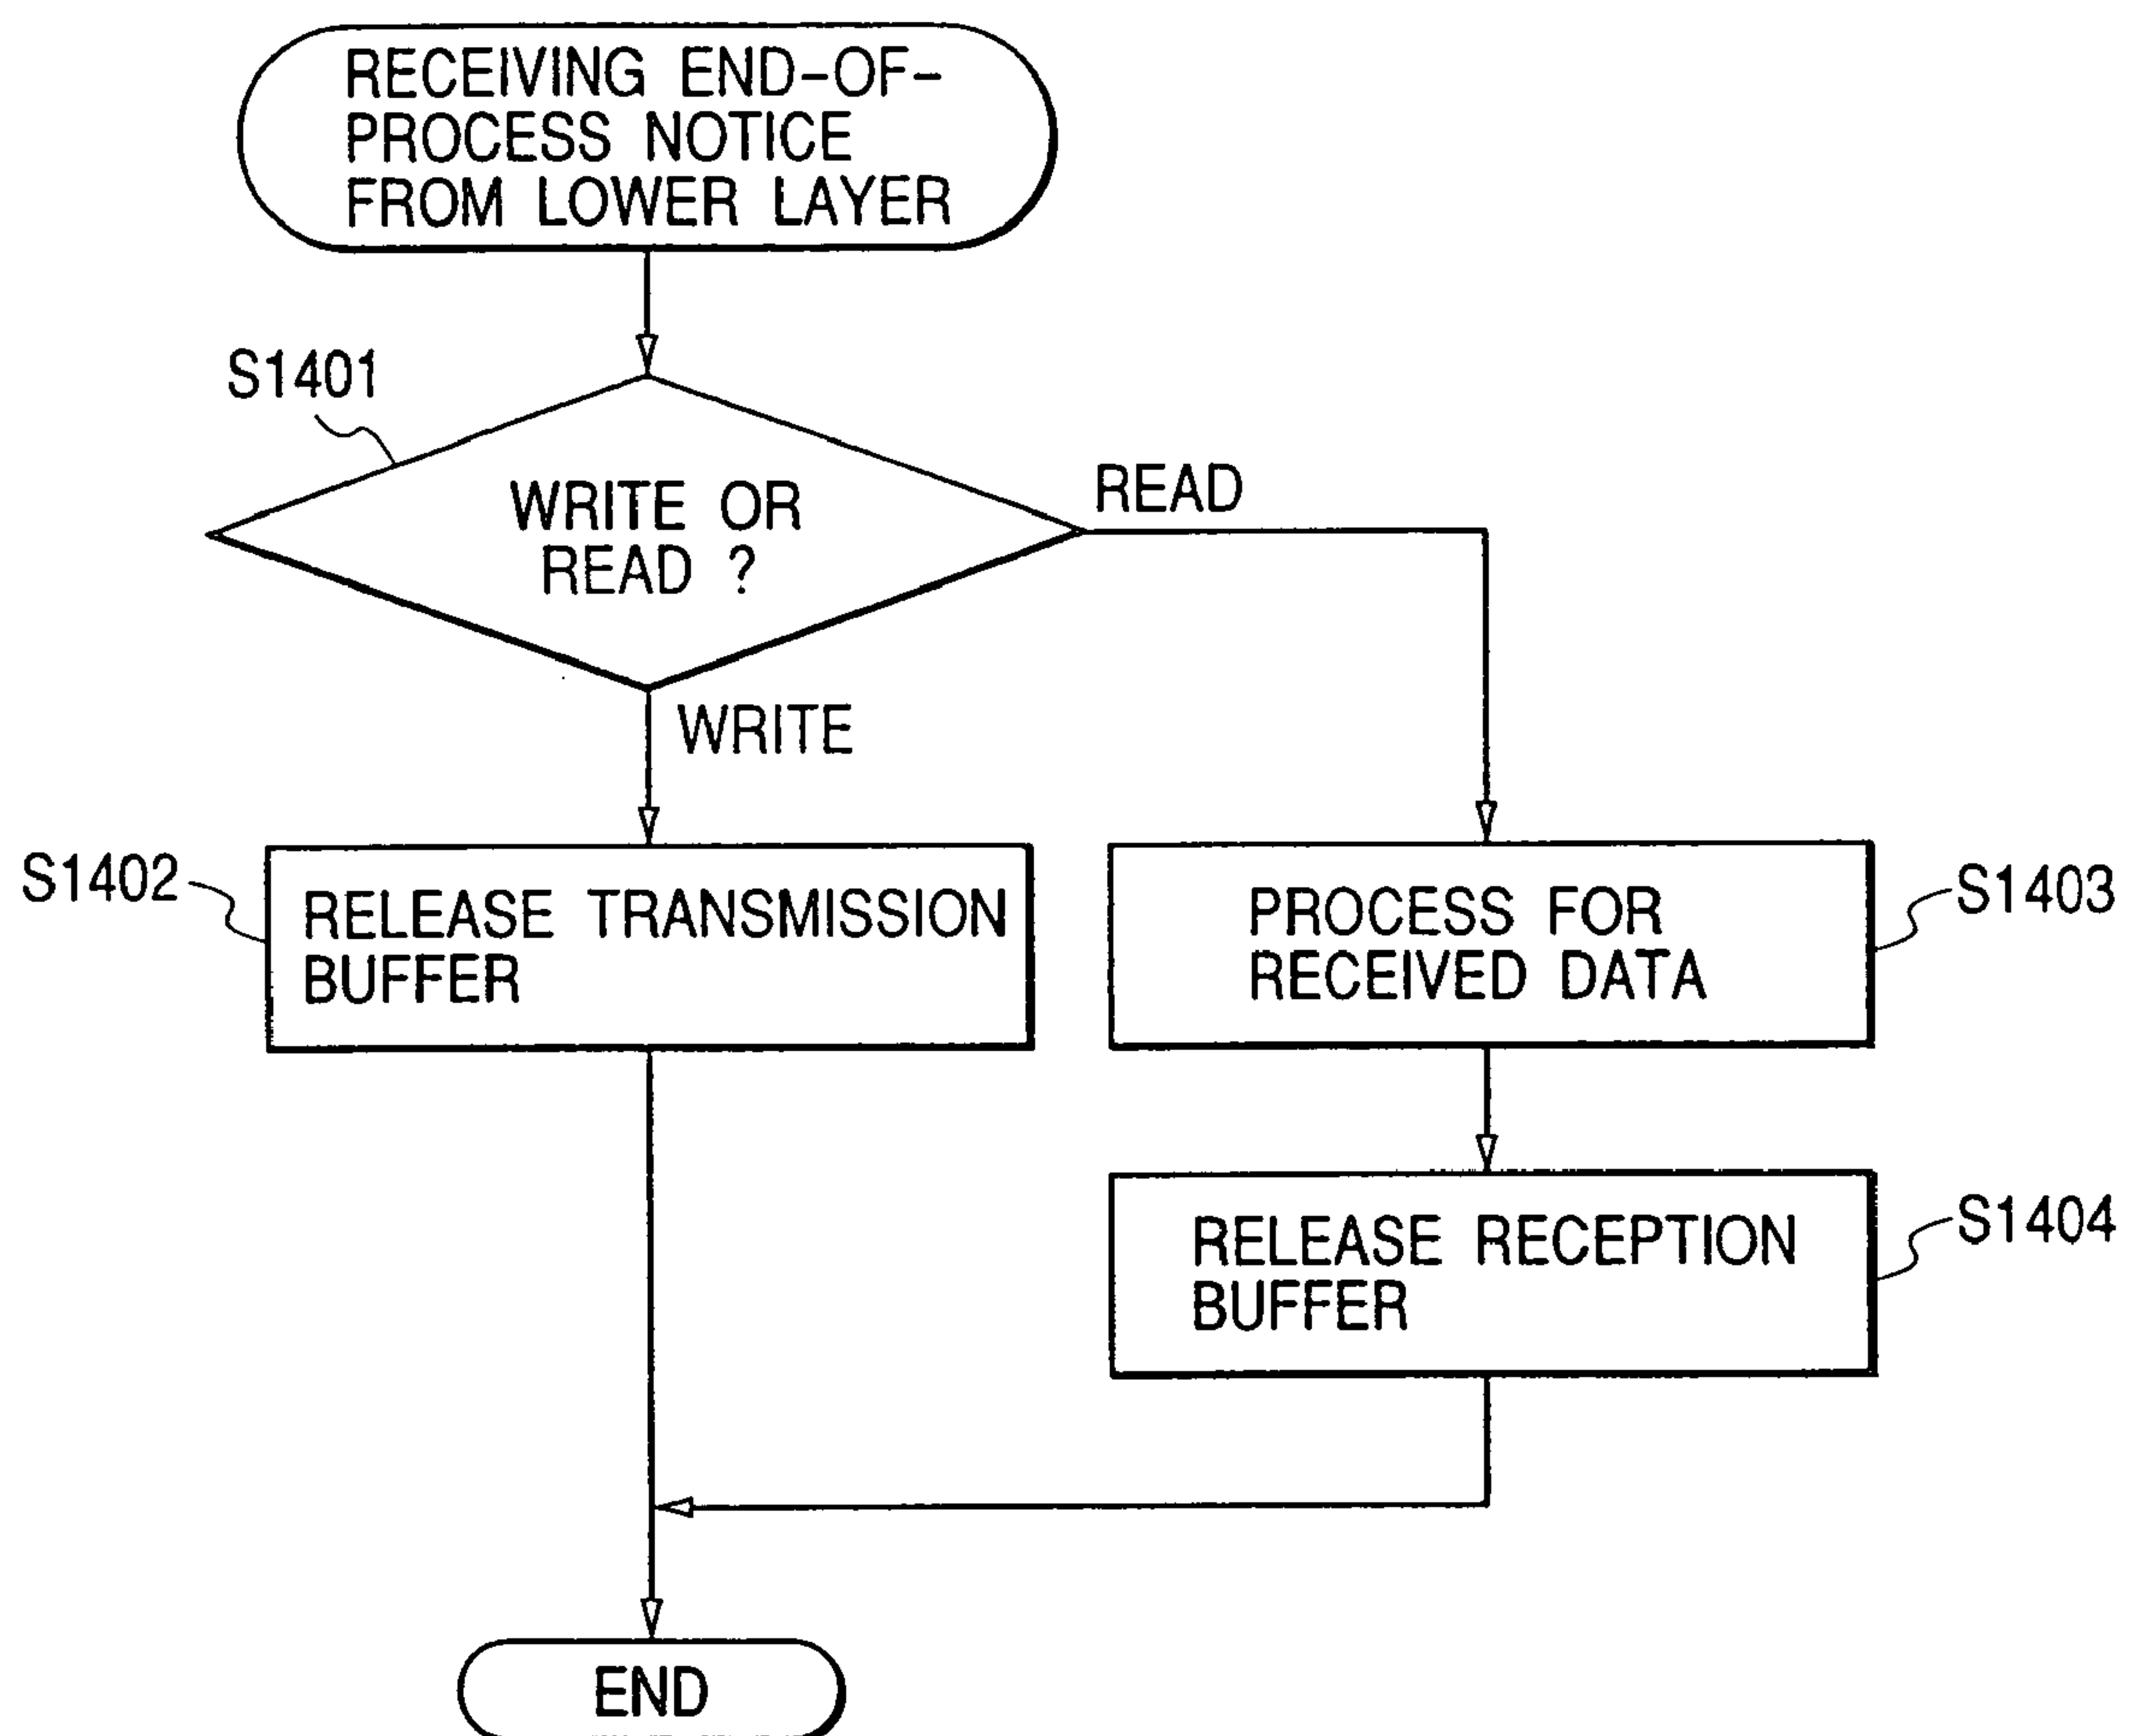 RECEIVING END-OF-
PROCESS NOTICE
FROM LOWER LAYER
S1401
WRITE OR
READ ?
READ
WRITE
S1402
RELEASE TRANSMISSION
BUFFER
PROCESS FOR
RECEIVED DATA
S1403
RELEASE RECEPTION
BUFFER
S1404
END